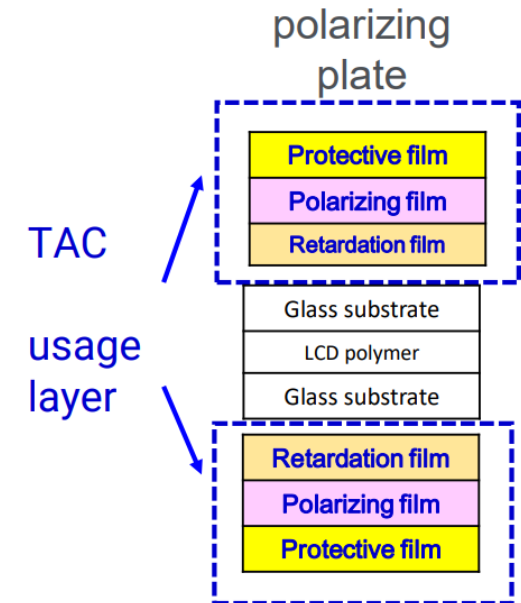 polarizing
plate
Protective film
Polarizing film
Retardation film
TAC
usage
layer
Glass substrate
LCD polymer
Glass substrate
Retardation film
Polarizing film
Protective film